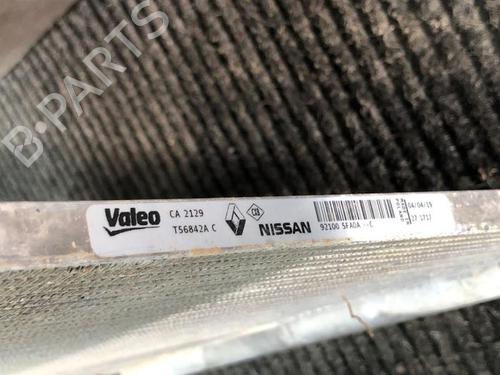 B-PARTS
Valeo
CA 2129
T56842A C
NISSAN
92100 5FA0A --C
04/04/19